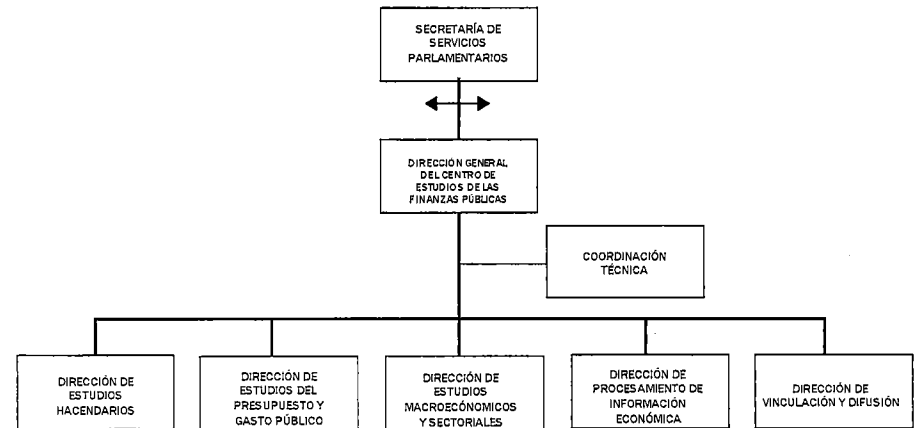 SECRETARÍA DE
SERVICIOS
PARLAMENTARIOS
DIRECCIÓN GENERAL
DEL CENTRO DE
ESTUDIOS DE LAS
FINANZAS PÚBLICAS
COORDINACIÓN
TÉCNICA
DIRECCIÓN DE
ESTUDIOS
HACENDARIOS
DIRECCIÓN DE
ESTUDIOS DEL
PRESUPUESTO Y
GASTO PÚBLICO
DIRECCIÓN DE
ESTUDIOS
MACROECÓNOMICOS
Y SECTORIALES
DIRECCIÓN DE
PROCESAMIENTO DE
INFORMACIÓN
ECONÓMICA
DIRECCIÓN DE
VINCULACIÓN Y DIFUSIÓN